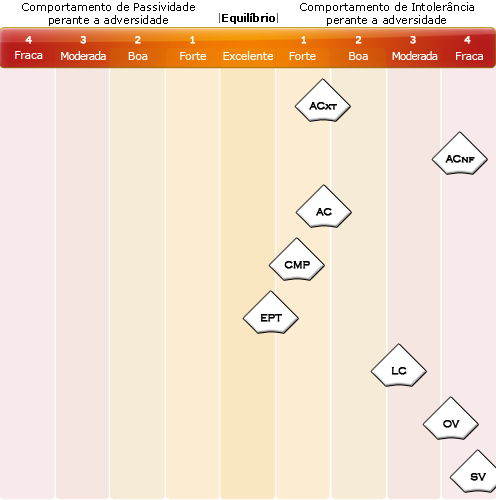 Comportamento de Passividade
perante a adversidade
|Equilíbrio|
Comportamento de Intolerância
perante a adversidade
4 3 2 1 1 2 3 4
Fraca Moderada Boa Forte Excelente Forte Boa Moderada Fraca
ACXT
ACNF
AC
CMP
EPT
LC
OV
SV